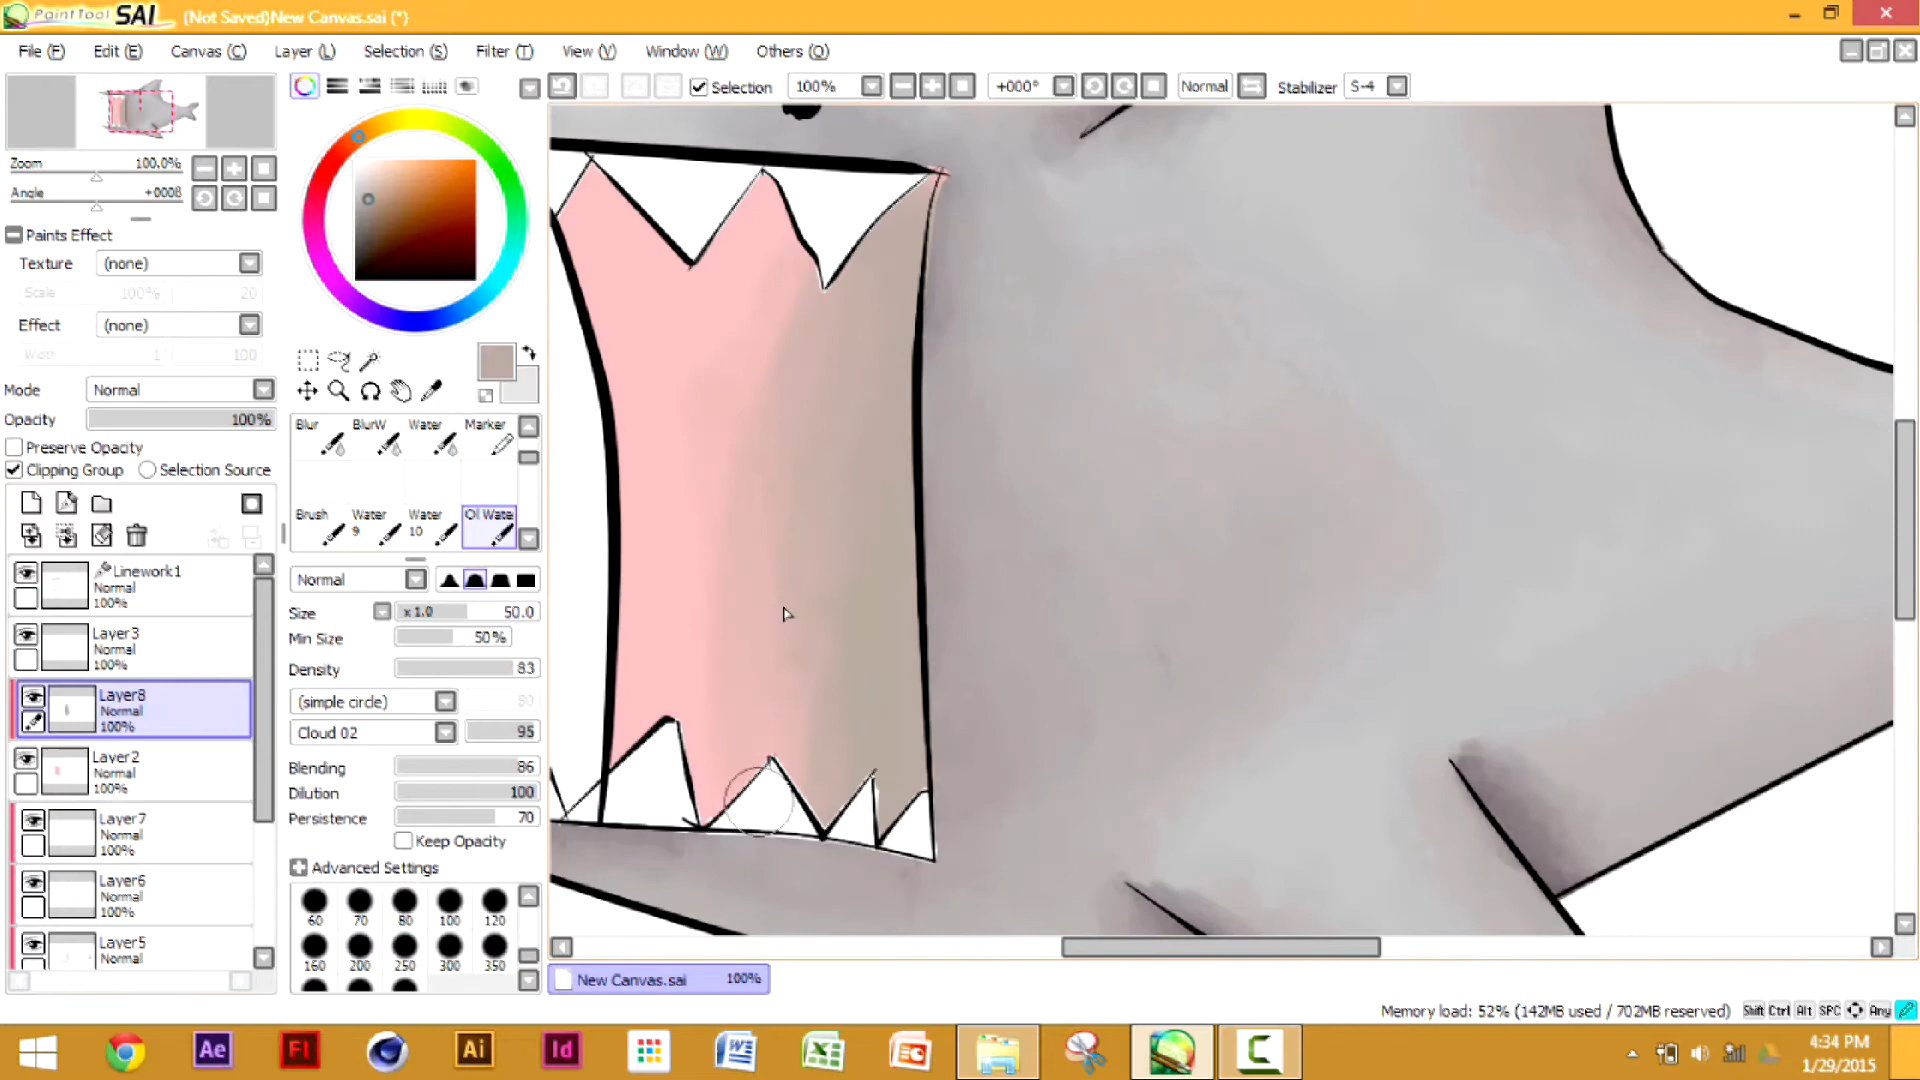 PaintTool SAI (Not Saved)New Canvas.sai (*)
File (F) Edit (E) Canvas (C) Layer (L) Selection (S) Filter (T) View (V) Window (W) Others (O)
Selection 100% +000° Normal Stabilizer S-4
Zoom 100.0%
Angle +000§
Paints Effect
Texture (none)
Scale 100% 20
Effect (none)
Width 1 100
Mode Normal
Opacity 100%
Preserve Opacity
Clipping Group Selection Source
Linework1
Normal
100%
Layer3
Normal
100%
Layer8
Normal
100%
Layer2
Normal
100%
Layer7
Normal
100%
Layer6
Normal
100%
Layer5
Normal
Blur BlurW Water Marker
Brush Water 9 Water 10 Oil Wate
Normal
Size x 1.0 50.0
Min Size 50%
Density 83
(simple circle) 80
Cloud 02 95
Blending 86
Dilution 100
Persistence 70
Keep Opacity
Advanced Settings
60 70 80 100 120
160 200 250 300 350
New Canvas.sai 100%
Memory load: 52% (142MB used / 702MB reserved) Shift Ctrl Alt SPC Any
Ae Fl Ai Id
4:34 PM
1/29/2015